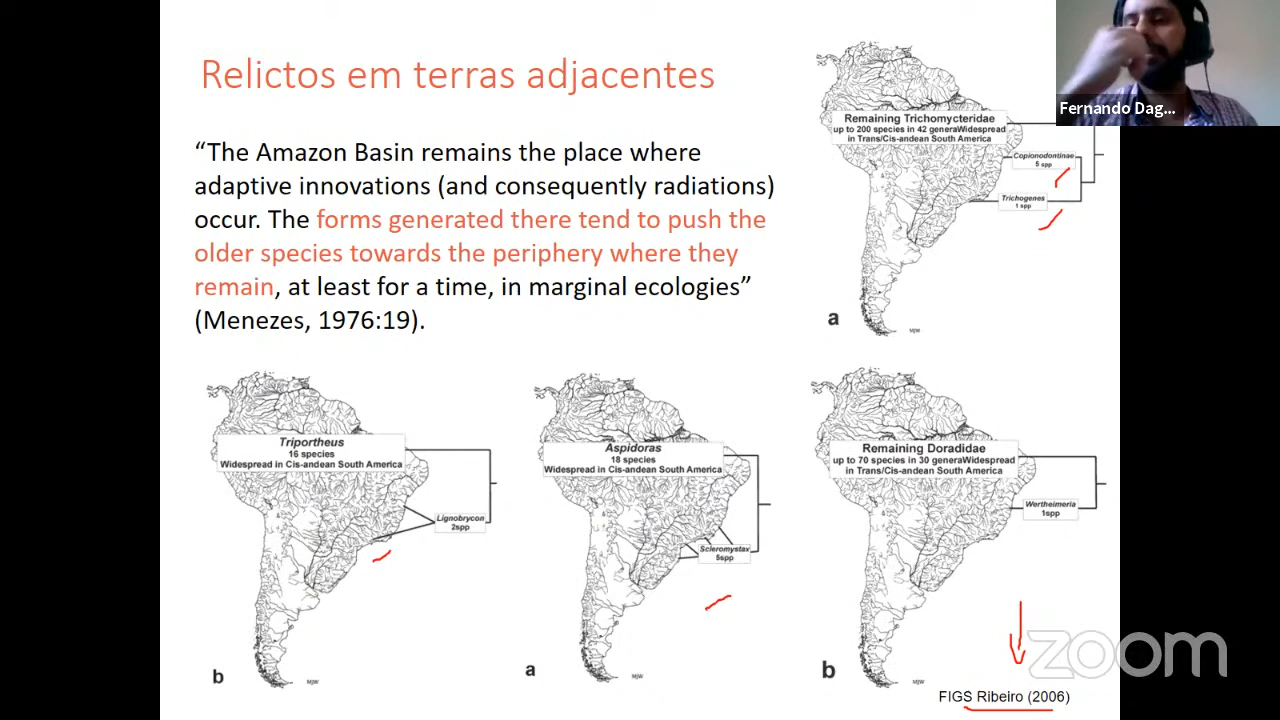 Relictos em terras adjacentes
“The Amazon Basin remains the place where
adaptive innovations (and consequently radiations)
occur. The forms generated there tend to push the
older species towards the periphery where they
remain, at least for a time, in marginal ecologies”
(Menezes, 1976:19).
Fernando Dag...
Remaining Trichomycteridae
up to 200 species in 42 generaWidespread
in Trans/Cis-andean South America
Copionodontinae
5 spp
Trichogenes
1 spp
a
MJW
Triportheus
16 species
Widespread in Cis-andean South America
Lignobrycon
2spp
b
MJW
Aspidoras
18 species
Widespread in Cis-andean South America
Scleromystax
5spp
a
MJW
Remaining Doradidae
up to 70 species in 30 generaWidespread
in Trans/Cis-andean South America
Wertheimeria
1spp
b
MJW
zoom
FIGS Ribeiro (2006)